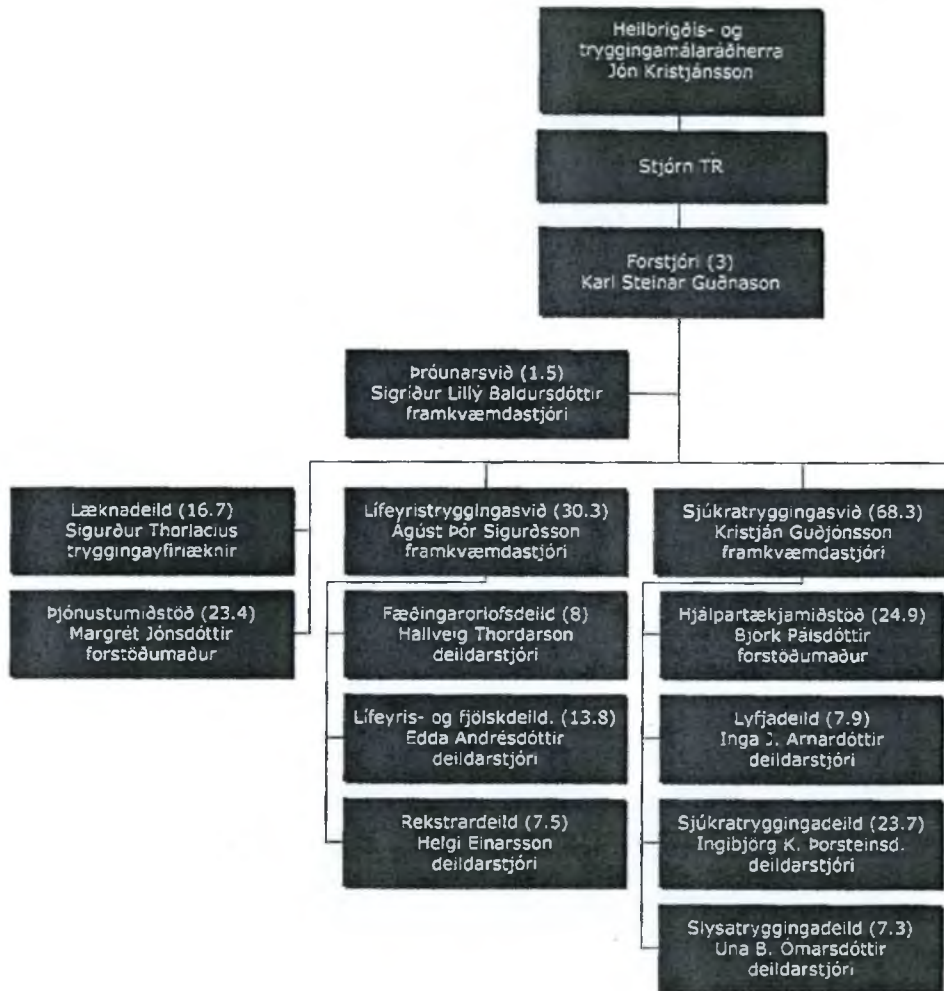 Heilbrigðis- og
tryggingamálaráðherra
Jón Kristjánsson
Stjórn TR
Forstjóri (3)
Karl Steinar Guðnason
Þróunarsvið (1.5)
Sigríður Lillý Baldursdóttir
framkvæmdastjóri
Læknadeild (16.7)
Sigurður Thorlacius
tryggingayfirlæknir
Þjónustumiðstöð (23.4)
Margrét Jónsdóttir
forstöðumaður
Lífeyristryggingasvið (30.3)
Ágúst Þór Sigurðsson
framkvæmdastjóri
Fæðingarorlofsdeild (8)
Hallveig Thordarson
deildarstjóri
Lífeyris- og fjölskdeild. (13.8)
Edda Andrésdóttir
deildarstjóri
Rekstrardeild (7.5)
Helgi Einarsson
deildarstjóri
Sjúkratryggingasvið (68.3)
Kristján Guðjónsson
framkvæmdastjóri
Hjálpartækjamiðstöð (24.9)
Björk Pálsdóttir
forstöðumaður
Lyfjadeild (7.9)
Inga J. Arnardóttir
deildarstjóri
Sjúkratryggingadeild (23.7)
Ingibjörg K. Þorsteinsd.
deildarstjóri
Slysatryggingadeild (7.3)
Una B. Ómarsdóttir
deildarstjóri